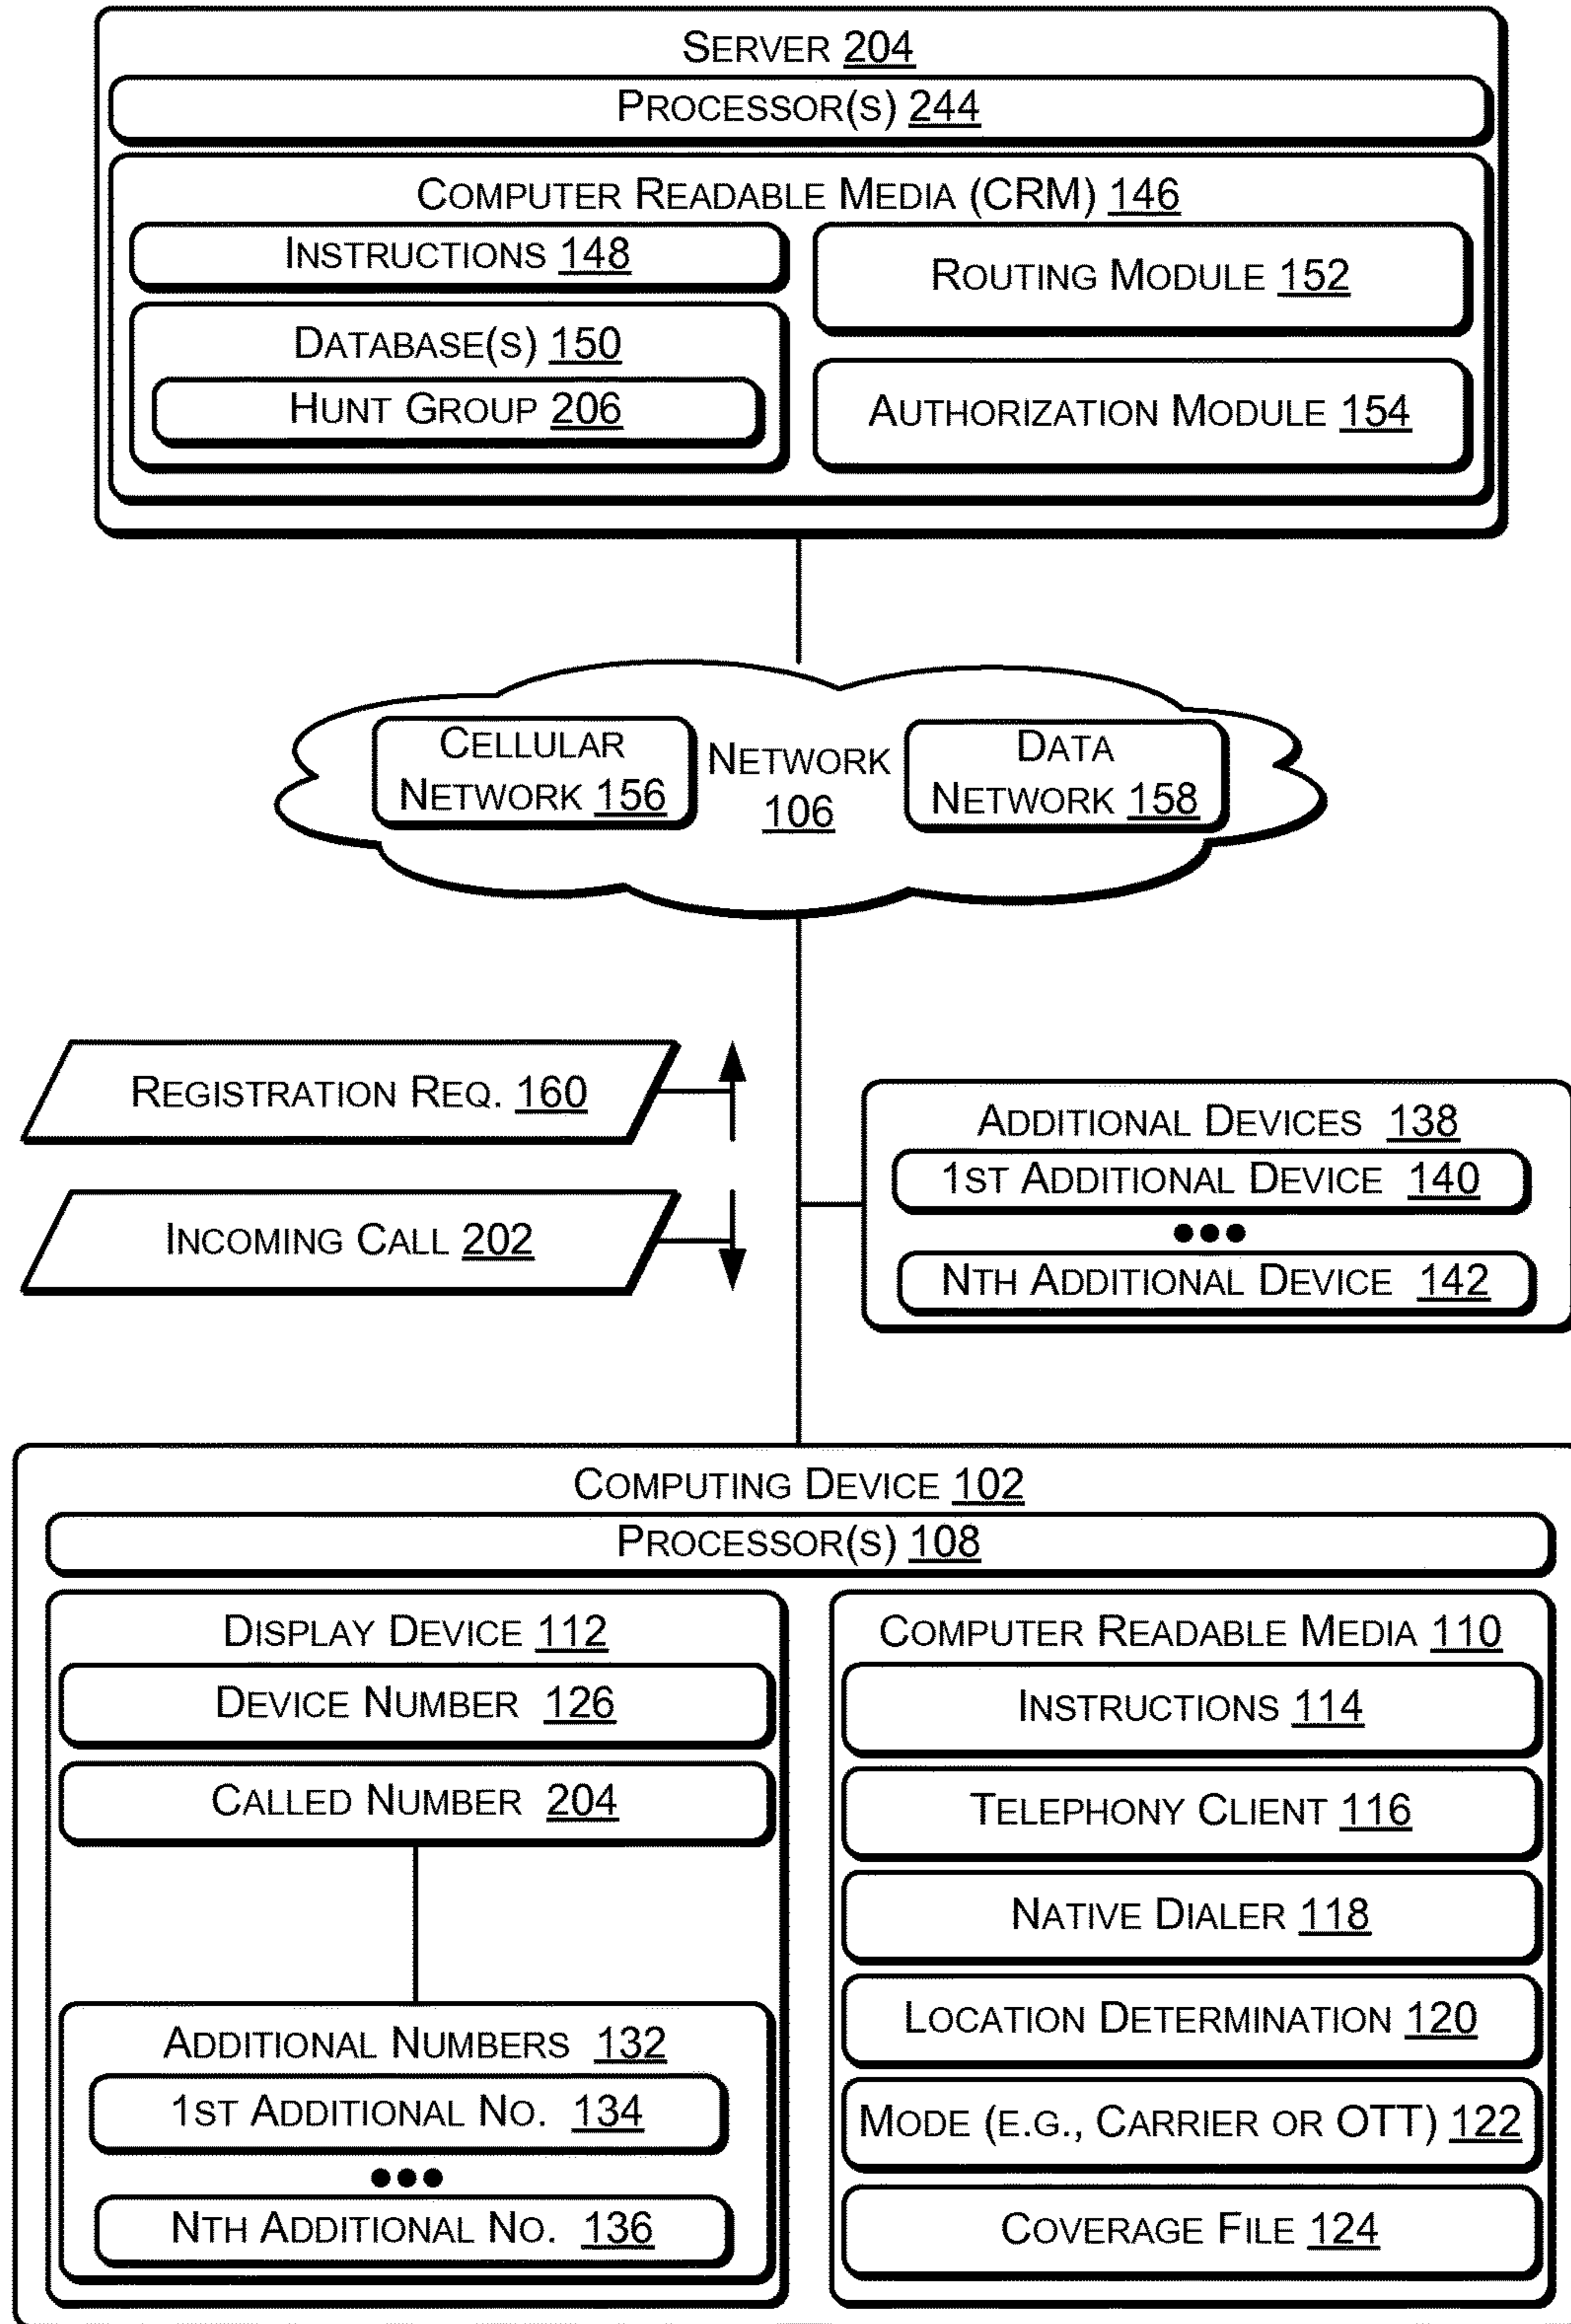 SERVER 204
PROCESSOR(S) 244
COMPUTER READABLE MEDIA (CRM) 146
INSTRUCTIONS 148
ROUTING MODULE 152
DATABASE(S) 150
HUNT GROUP 206
AUTHORIZATION MODULE 154
CELLULAR
NETWORK 156
NETWORK
106
DATA
NETWORK 158
REGISTRATION REQ. 160
INCOMING CALL 202
ADDITIONAL DEVICES 138
1ST ADDITIONAL DEVICE 140
•••
NTH ADDITIONAL DEVICE 142
COMPUTING DEVICE 102
PROCESSOR(S) 108
DISPLAY DEVICE 112
DEVICE NUMBER 126
CALLED NUMBER 204
ADDITIONAL NUMBERS 132
1ST ADDITIONAL NO. 134
•••
NTH ADDITIONAL NO. 136
COMPUTER READABLE MEDIA 110
INSTRUCTIONS 114
TELEPHONY CLIENT 116
NATIVE DIALER 118
LOCATION DETERMINATION 120
MODE (E.G., CARRIER OR OTT) 122
COVERAGE FILE 124